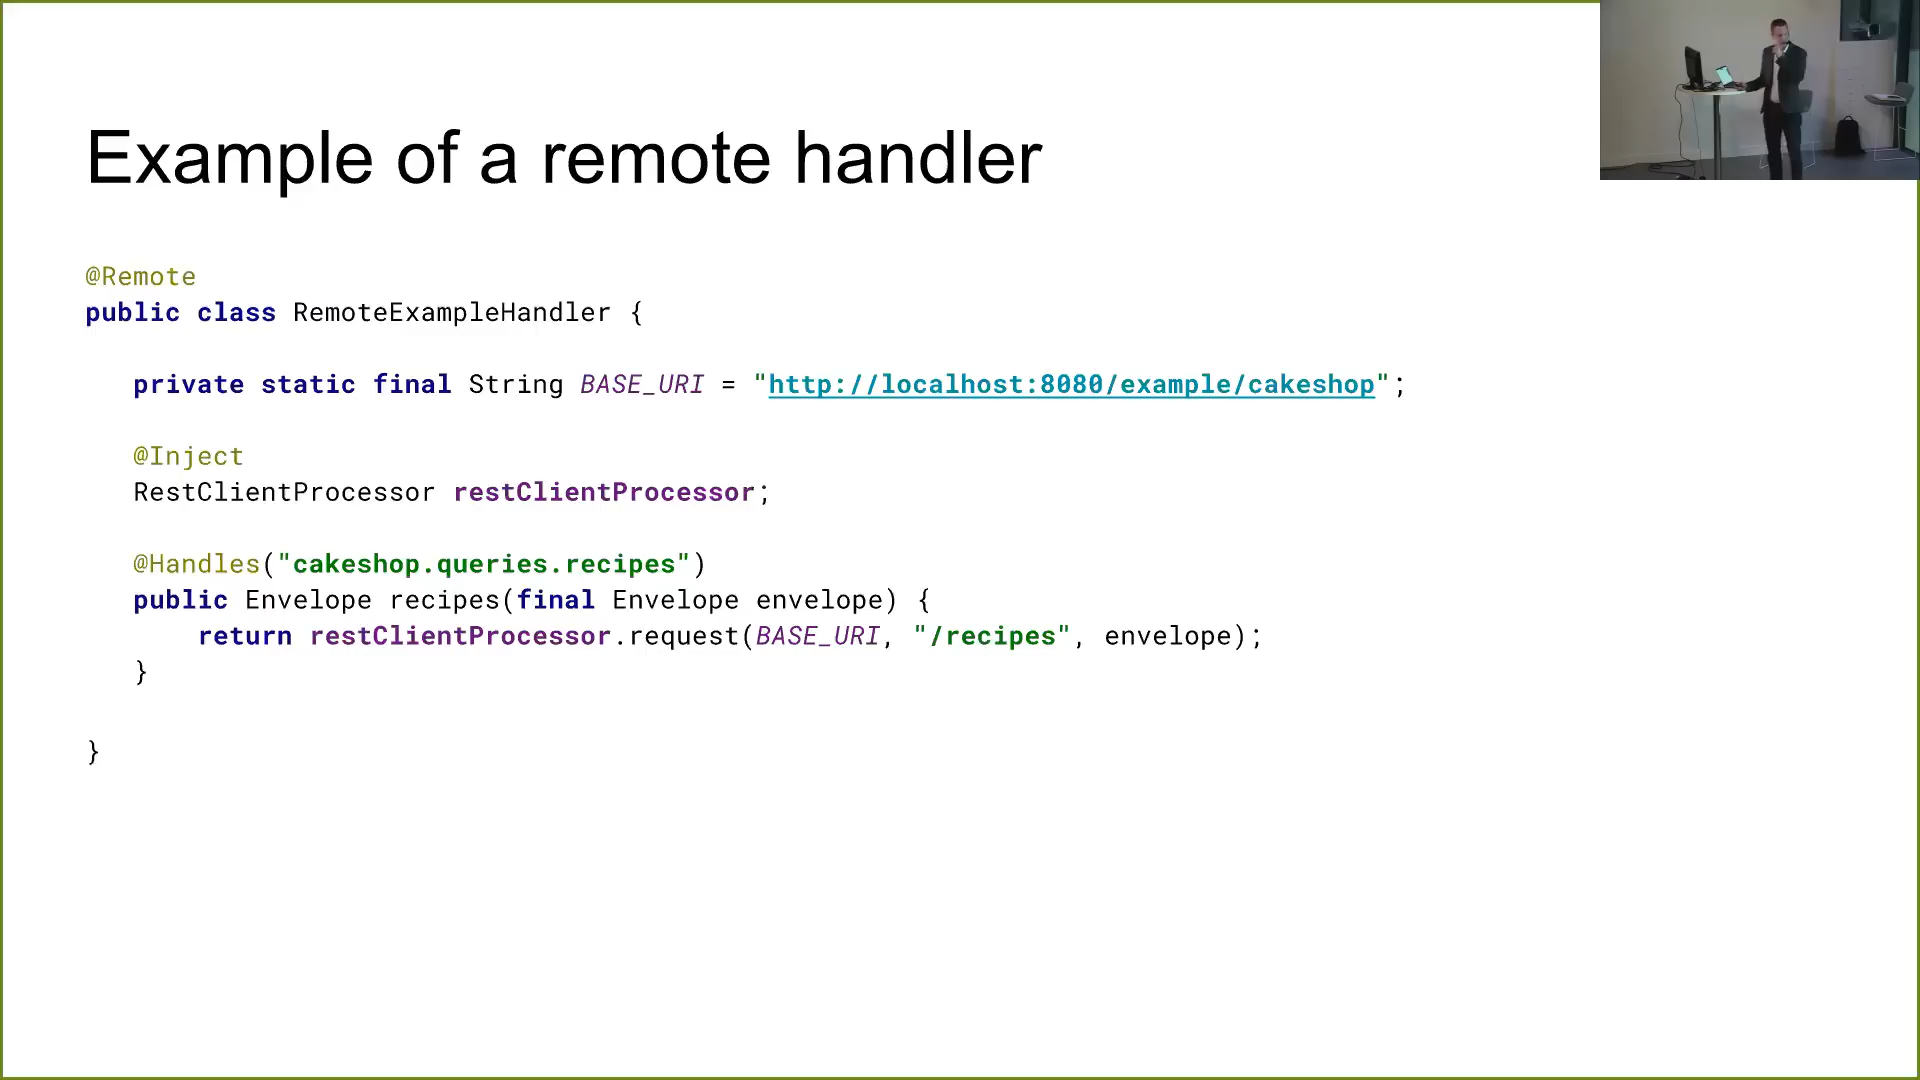 Example of a remote handler
@Remote
public class RemoteExampleHandler {
private static final String BASE_URI = "http://localhost:8080/example/cakeshop";
@Inject
RestClientProcessor restClientProcessor;
@Handles("cakeshop.queries.recipes")
public Envelope recipes(final Envelope envelope) {
return restClientProcessor.request(BASE_URI, "/recipes", envelope);
}
}